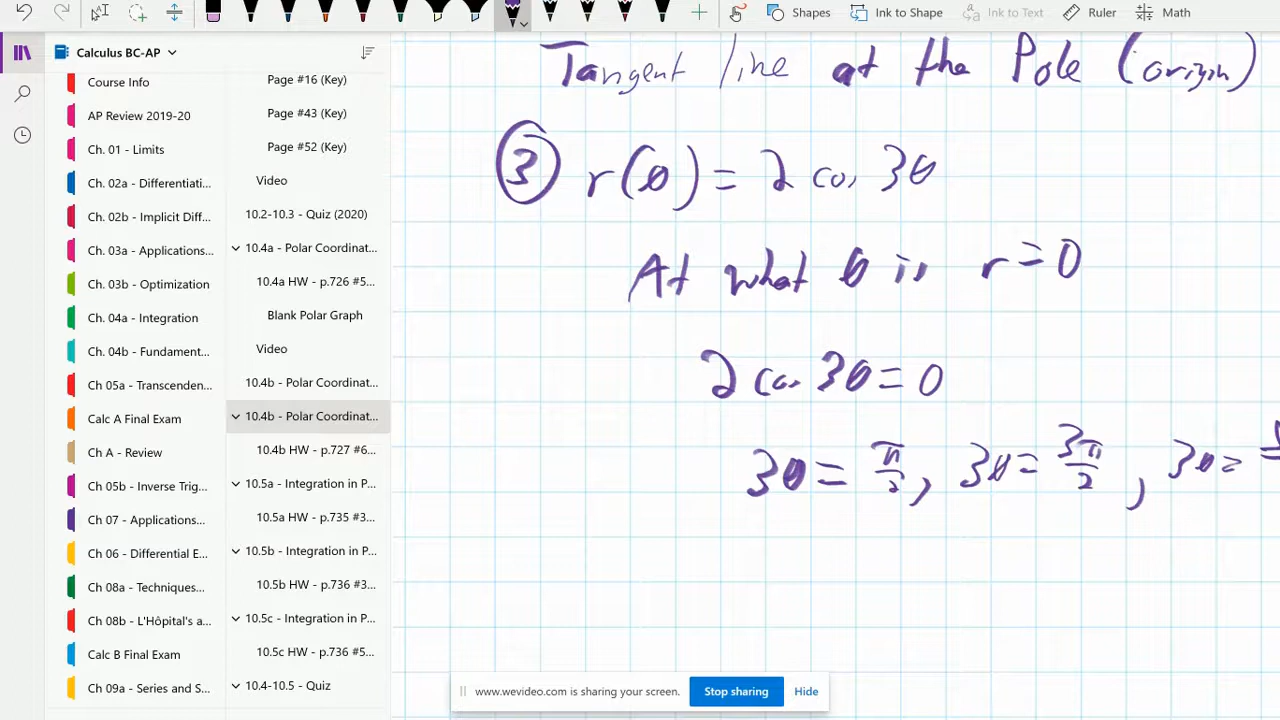 Shapes Ink to Shape Ink to Text Ruler Math
Calculus BC-AP
Course Info
AP Review 2019-20
Ch. 01 - Limits
Ch. 02a - Differentiati...
Ch. 02b - Implicit Diff...
Ch. 03a - Applications...
Ch. 03b - Optimization
Ch. 04a - Integration
Ch. 04b - Fundament...
Ch. 05a - Transcenden...
Calc A Final Exam
Ch A - Review
Ch. 05b - Inverse Trig...
Ch 07 - Applications...
Ch 06 - Differential E...
Ch 08a - Techniques...
Ch 08b - L'Hôpital's a...
Calc B Final Exam
Ch 09a - Series and S...
Page #16 (Key)
Page #43 (Key)
Page #52 (Key)
Video
10.2-10.3 - Quiz (2020)
10.4a - Polar Coordinat...
10.4a HW - p.726 #5...
Blank Polar Graph
Video
10.4b - Polar Coordinat...
10.4b - Polar Coordinat...
10.4b HW - p.727 #6...
10.5a - Integration in P...
10.5a HW - p.735 #3...
10.5b - Integration in P...
10.5b HW - p.736 #3...
10.5c - Integration in P...
10.5c HW - p.736 #5...
10.4-10.5 - Quiz
Tangent line at the Pole (origin)
③ r(θ) = 2 cos 3θ
At what θ is r = 0
2 cos 3θ = 0
3θ = π/2, 3θ = 3π/2, 3θ =
www.wevideo.com is sharing your screen. Stop sharing Hide